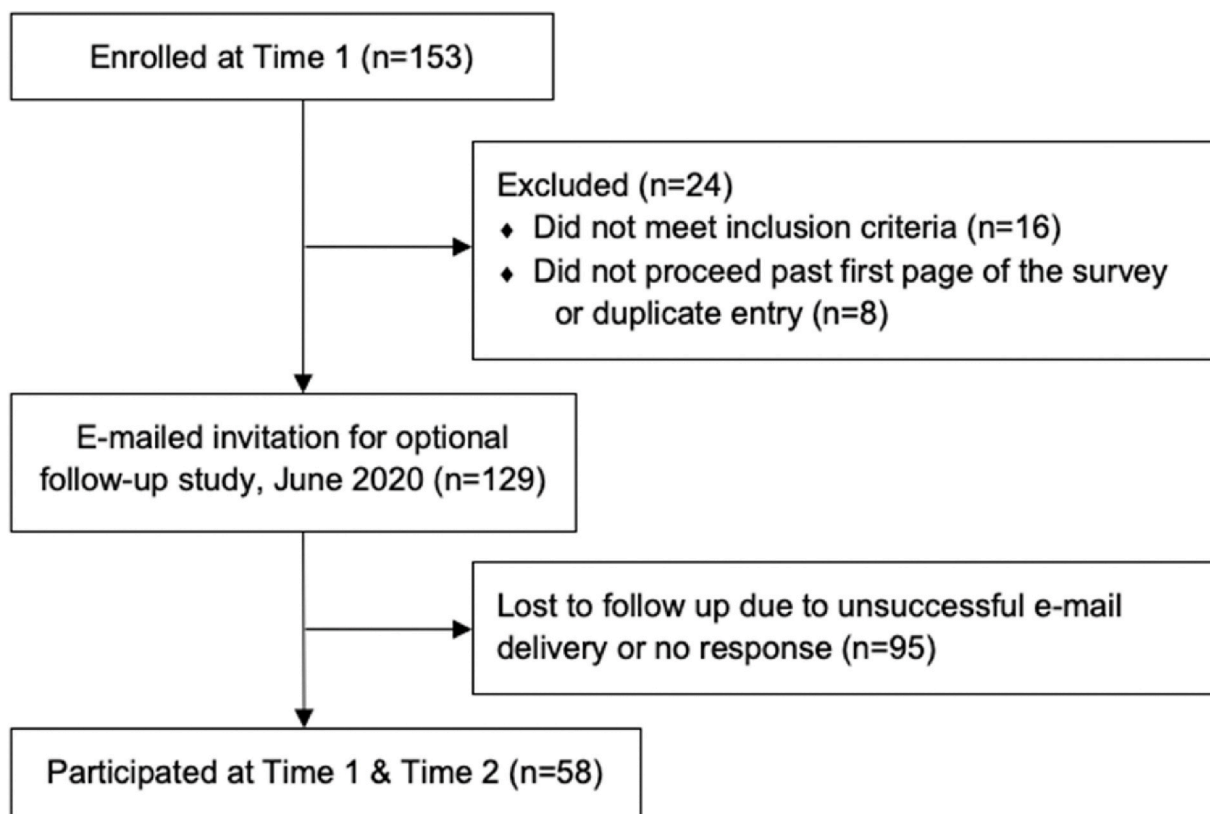 Enrolled at Time 1 (n=153)
Excluded (n=24)
♦ Did not meet inclusion criteria (n=16)
♦ Did not proceed past first page of the survey
or duplicate entry (n=8)
E-mailed invitation for optional
follow-up study, June 2020 (n=129)
Lost to follow up due to unsuccessful e-mail
delivery or no response (n=95)
Participated at Time 1 & Time 2 (n=58)